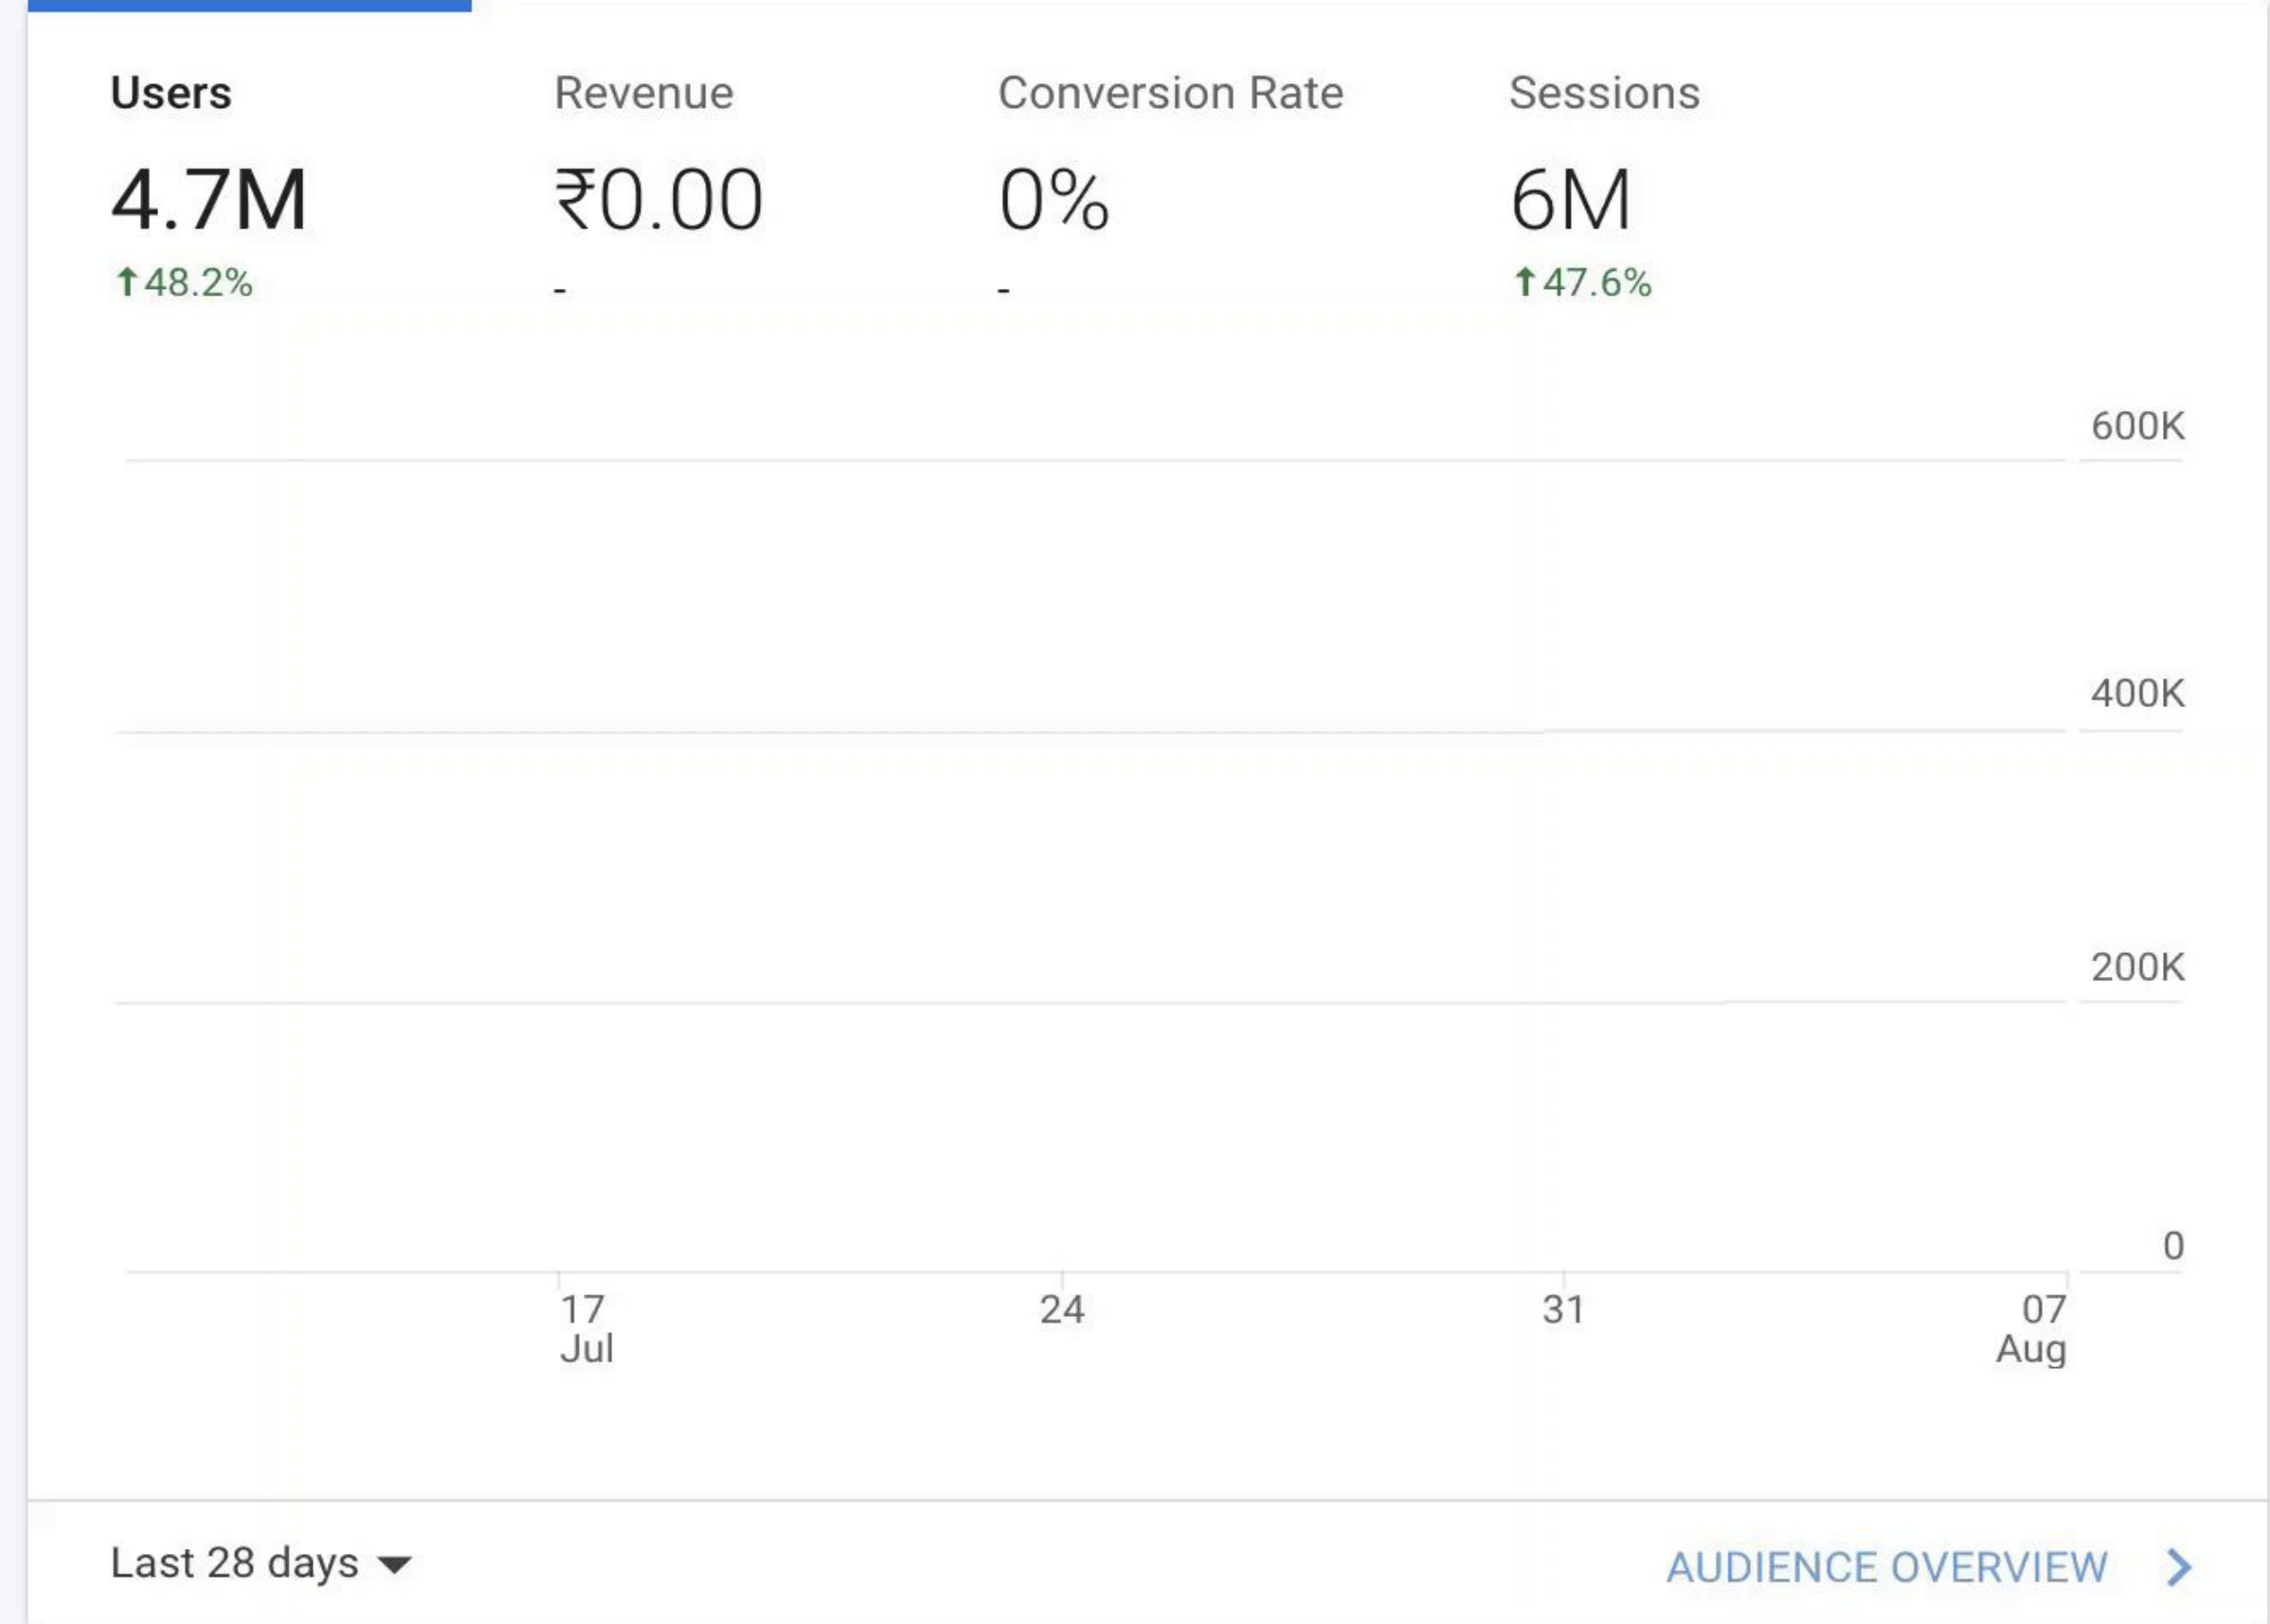 Users Revenue Conversion Rate Sessions
4.7M ₹0.00 0% 6M
↑48.2% - - ↑47.6%
600K
400K
200K
0
17 24 31 07
Jul Aug
Last 28 days AUDIENCE OVERVIEW